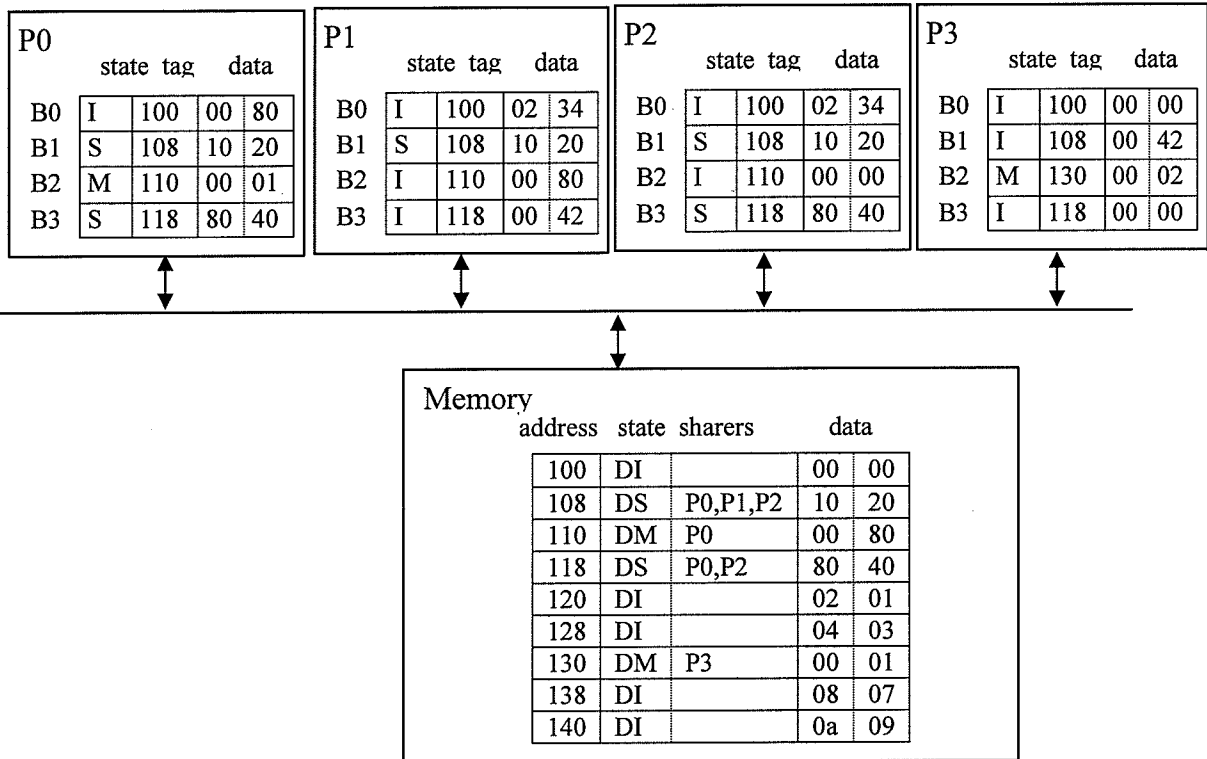 P0
state tag data
B0 I 100 00 80
B1 S 108 10 20
B2 M 110 00 01
B3 S 118 80 40
P1
state tag data
B0 I 100 02 34
B1 S 108 10 20
B2 I 110 00 80
B3 I 118 00 42
P2
state tag data
B0 I 100 02 34
B1 S 108 10 20
B2 I 110 00 00
B3 S 118 80 40
P3
state tag data
B0 I 100 00 00
B1 I 108 00 42
B2 M 130 00 02
B3 I 118 00 00
Memory
address state sharers data
100 DI 00 00
108 DS P0,P1,P2 10 20
110 DM P0 00 80
118 DS P0,P2 80 40
120 DI 02 01
128 DI 04 03
130 DM P3 00 01
138 DI 08 07
140 DI 0a 09